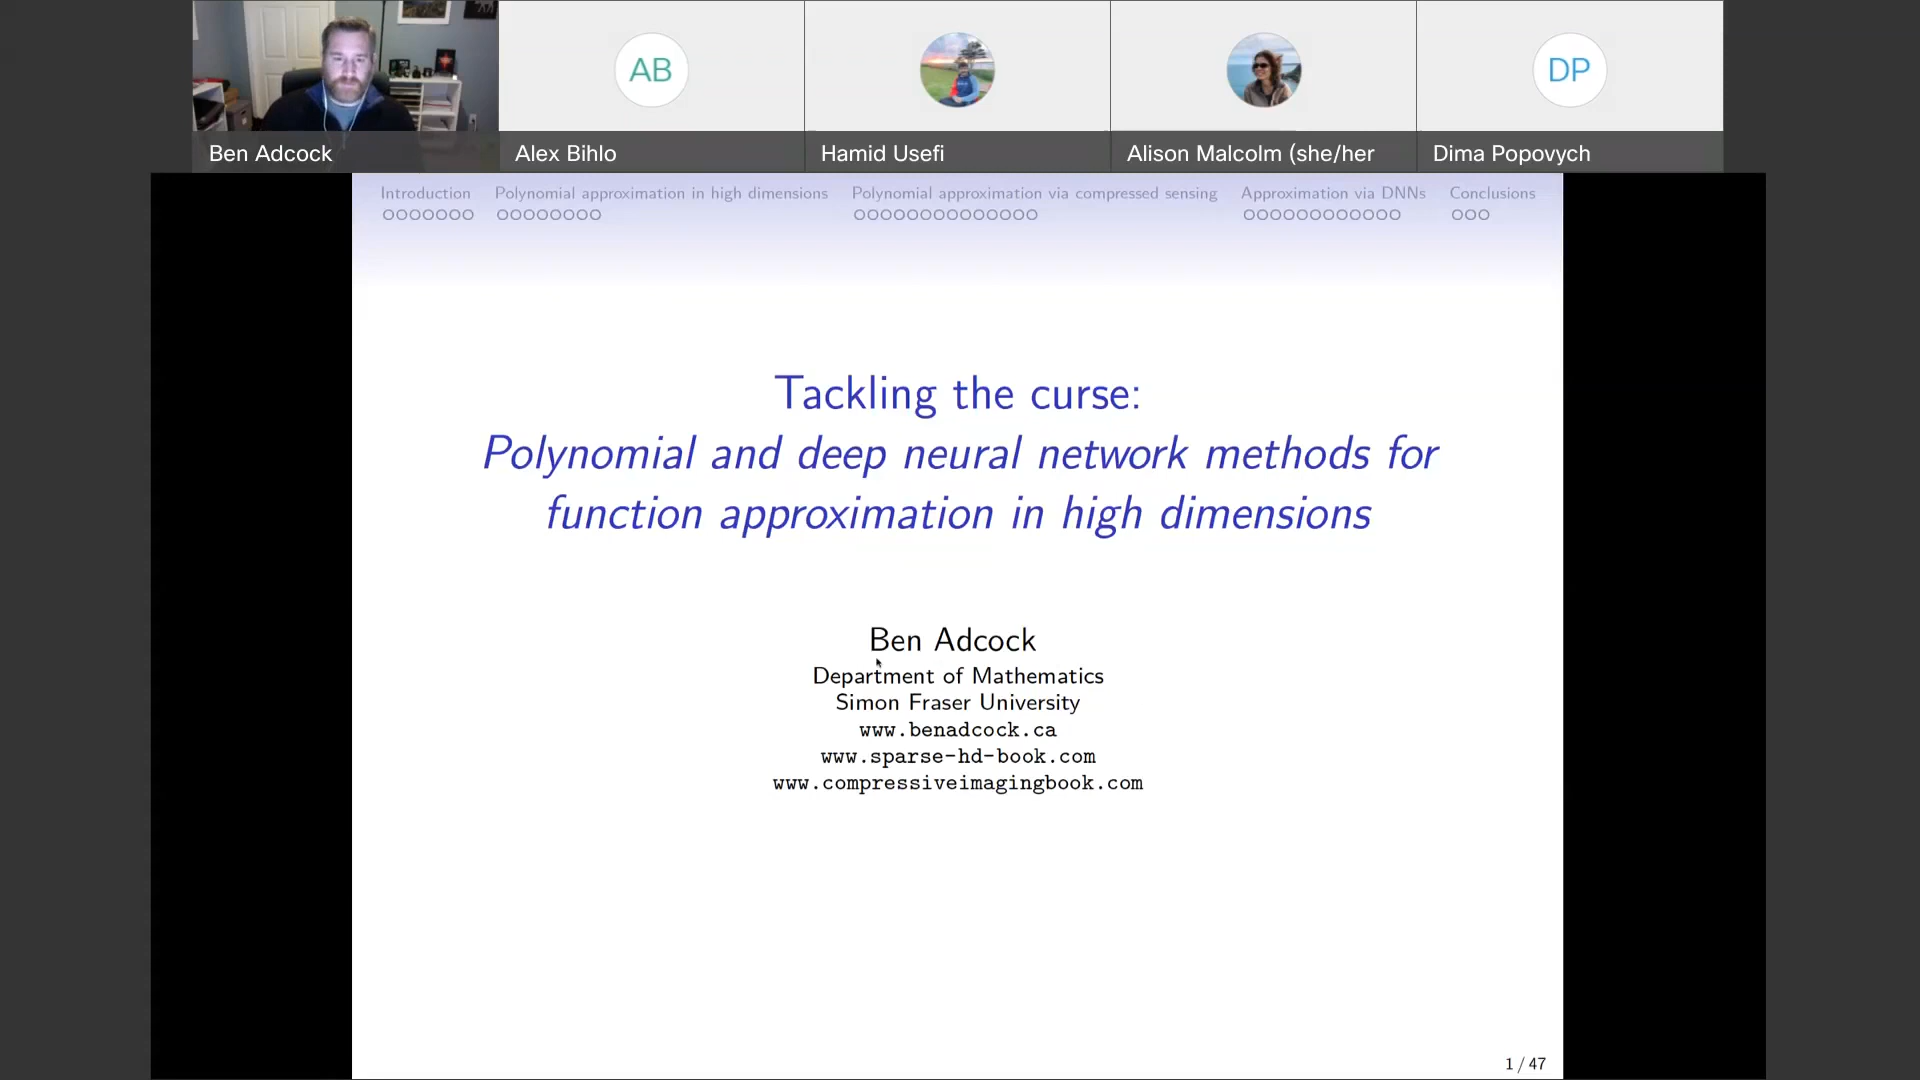 AB
DP
Ben Adcock
Alex Bihlo
Hamid Usefi
Alison Malcolm (she/her
Dima Popovych
Introduction
Polynomial approximation in high dimensions
Polynomial approximation via compressed sensing
Approximation via DNNs
Conclusions
Tackling the curse:
Polynomial and deep neural network methods for
function approximation in high dimensions
Ben Adcock
Department of Mathematics
Simon Fraser University
www.benadcock.ca
www.sparse-hd-book.com
www.compressiveimagingbook.com
1 / 47